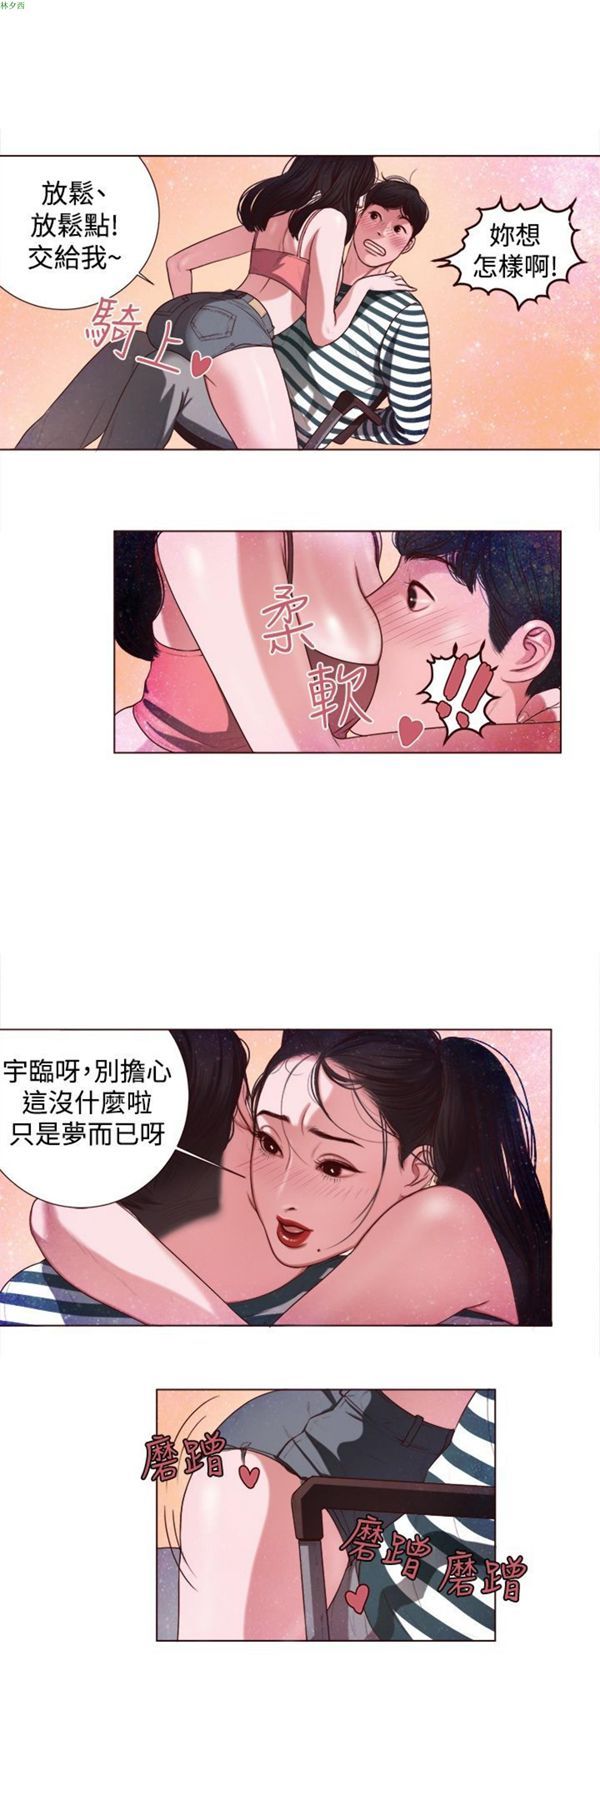 林夕西
放鬆、
放鬆點!
交給我~
妳想
怎樣啊!
騎上
柔軟
!!
宇臨呀,別擔心
這沒什麼啦
只是夢而已呀
磨蹭
磨蹭
磨蹭